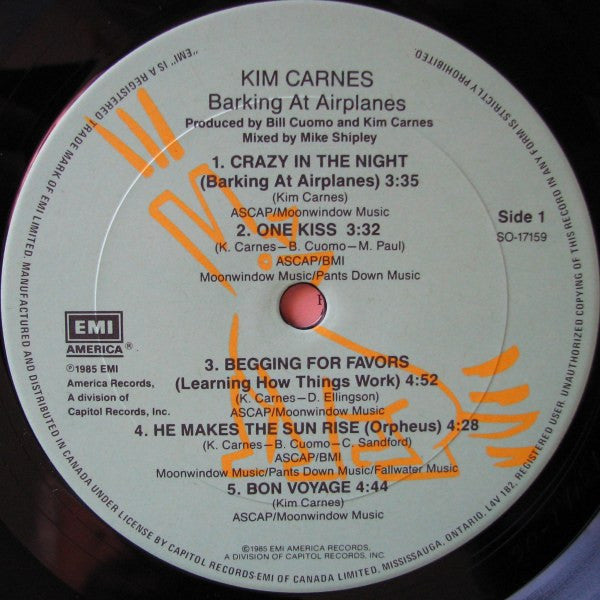 KIM CARNES
Barking At Airplanes
Produced by Bill Cuomo and Kim Carnes
Mixed by Mike Shipley
1. CRAZY IN THE NIGHT
(Barking At Airplanes) 3:35
(Kim Carnes)
ASCAP/Moonwindow Music
2. ONE KISS 3:32
(K. Carnes–B. Cuomo–M. Paul)
ASCAP/BMI
Moonwindow Music/Pants Down Music
Side 1
SO-17159
EMI
AMERICA®
℗1985 EMI
America Records,
A division of
Capitol Records, Inc.
3. BEGGING FOR FAVORS
(Learning How Things Work) 4:52
(K. Carnes–D. Ellingson)
ASCAP/Moonwindow Music
4. HE MAKES THE SUN RISE (Orpheus) 4:28
(K. Carnes–B. Cuomo–C. Sandford)
ASCAP/BMI
Moonwindow Music/Pants Down Music/Fallwater Music
5. BON VOYAGE 4:44
(Kim Carnes)
ASCAP/Moonwindow Music
©1985 EMI AMERICA RECORDS,
A DIVISION OF CAPITOL RECORDS, INC.
"EMI" IS A REGISTERED TRADE MARK OF EMI LIMITED. MANUFACTURED AND DISTRIBUTED IN CANADA UNDER LICENSE BY CAPITOL RECORDS-EMI OF CANADA LIMITED, MISSISSAUGA, ONTARIO, L4V 1B2, REGISTERED USER. UNAUTHORIZED COPYING OF THIS RECORD IN ANY FORM IS STRICTLY PROHIBITED.